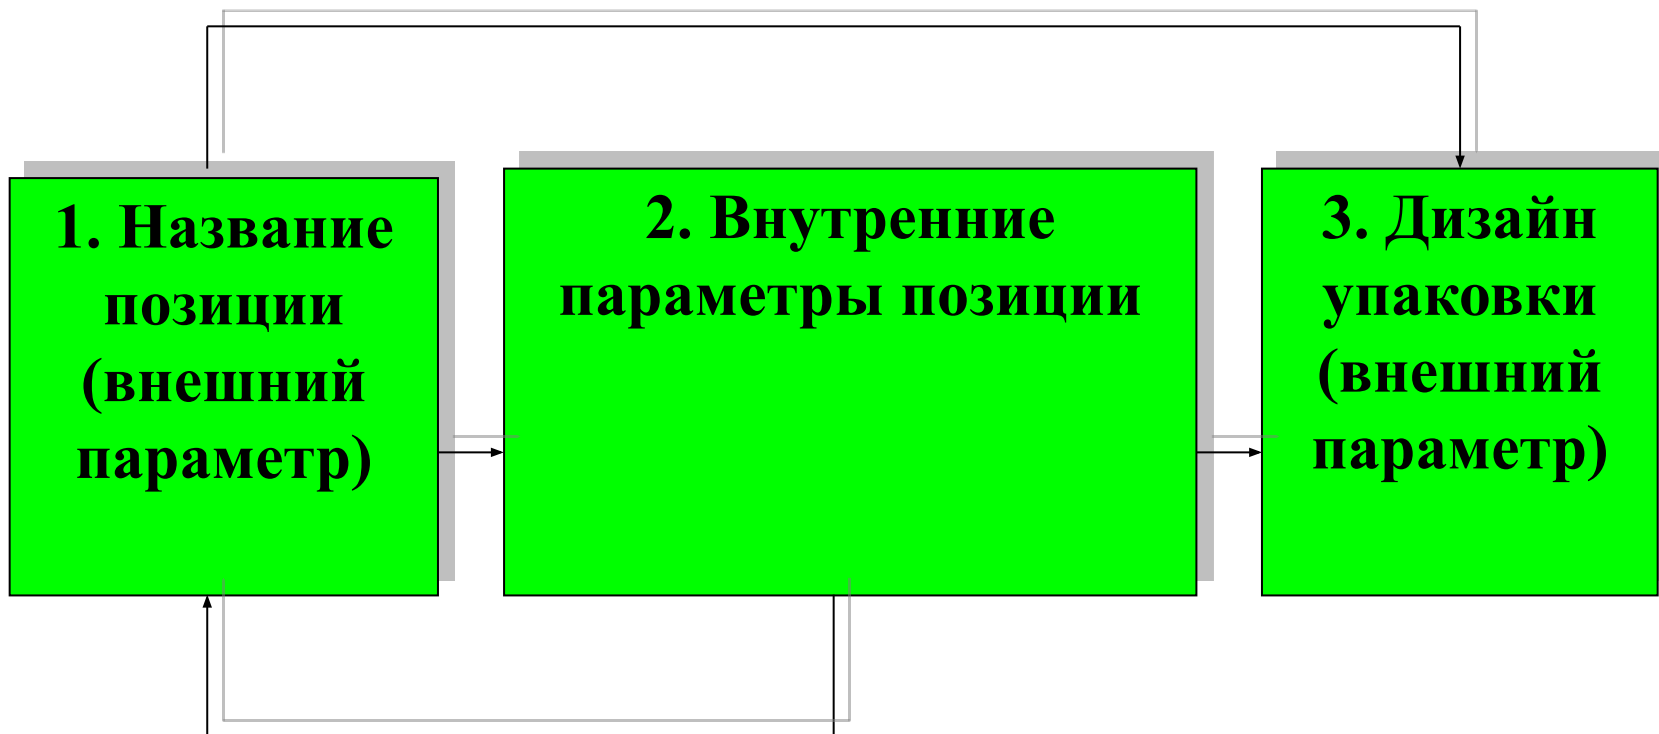 1. Название
позиции
(внешний
параметр)
2. Внутренние
параметры позиции
3. Дизайн
упаковки
(внешний
параметр)